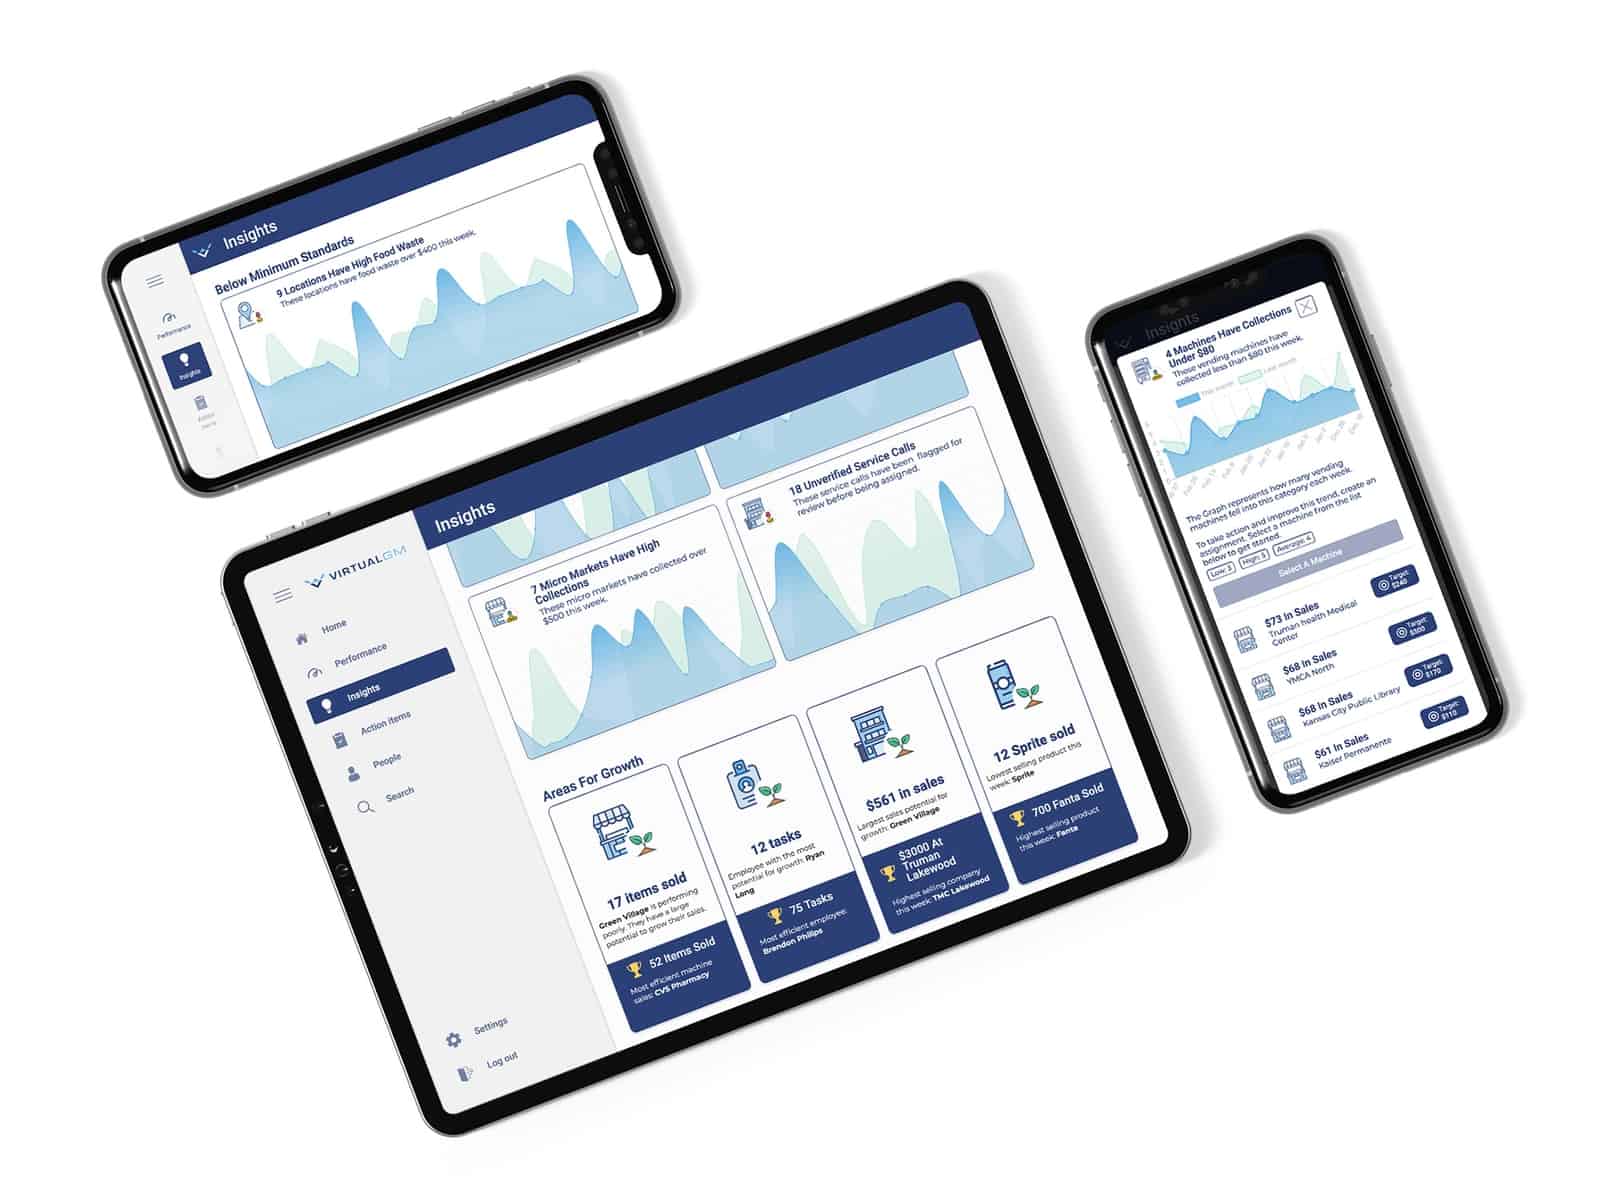 Insights
Below Minimum Standards
9 Locations Have High Food Waste
These locations have food waste over $400 this week.
Performance
Insights
Action
Items
VIRTUALGM
Home
Performance
Insights
Action items
People
Search
Settings
Log out
Insights
7 Micro Markets Have High
Collections
These micro markets have collected over
$500 this week.
18 Unverified Service Calls
These service calls have been flagged for
review before being assigned.
Areas For Growth
17 items sold
Green Village is performing
poorly. They have a large
potential to grow their sales.
52 Items Sold
Most efficient machine
sales: CVS Pharmacy
12 tasks
Employee with the most
potential for growth: Ryan
Long
75 Tasks
Most efficient employee:
Brendon Philips
$561 in sales
Largest sales potential for
growth: Green Village
$3000 At
Truman
Lakewood
Highest selling company
this week: TMC Lakewood
12 Sprite sold
Lowest selling product this
week: Sprite
700 Fanta Sold
Highest selling product
this week: Fanta
Insights
4 Machines Have Collections
Under $80
These vending machines have
collected less than $80 this week.
This month
Last month
The Graph represents how many vending
machines fell into this category each week.
To take action and improve this trend, create an
assignment. Select a machine from the list
below to get started.
Low: 3 High: 5 Average: 4
Select A Machine
$73 In Sales
Truman health Medical
Center
Target:
$240
$68 In Sales
YMCA North
Target:
$300
$68 In Sales
Kansas City Public Library
Target:
$170
$61 In Sales
Kaiser Permanente
Target:
$110